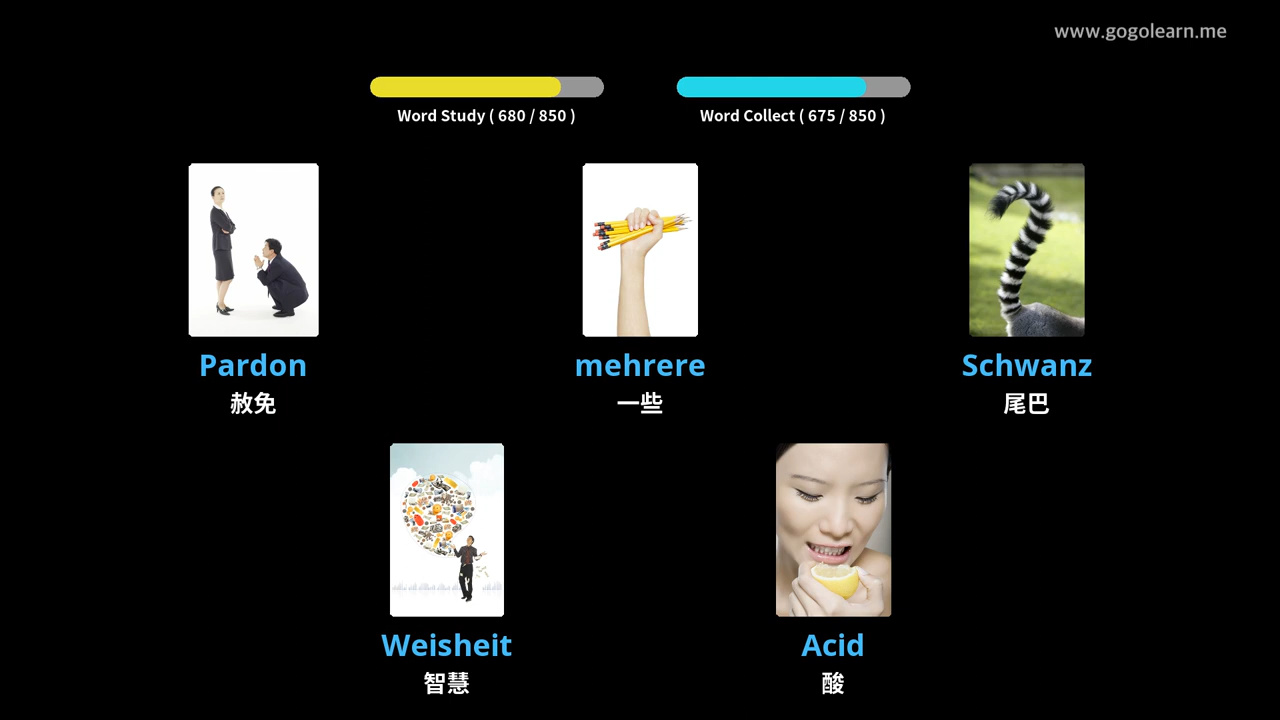 www.gogolearn.me
Word Study ( 680 / 850 )
Word Collect ( 675 / 850 )
Pardon
赦免
mehrere
一些
Schwanz
尾巴
Weisheit
智慧
Acid
酸